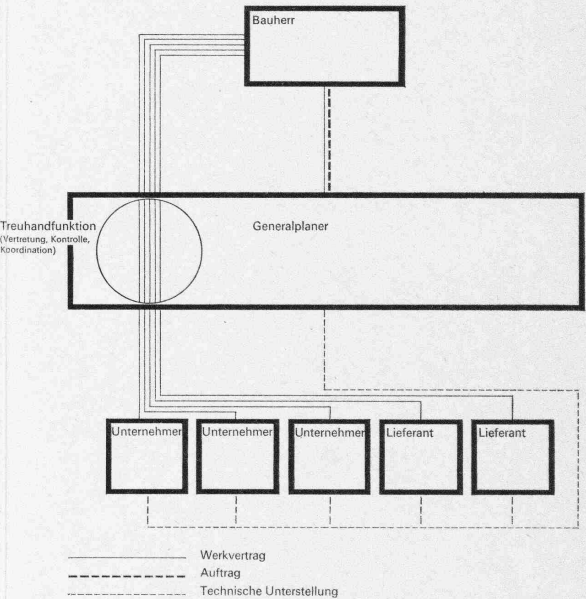 Bauherr
Treuhandfunktion
(Vertretung, Kontrolle,
Koordination)
Generalplaner
Unternehmer
Unternehmer
Unternehmer
Lieferant
Lieferant
Werkvertrag
Auftrag
Technische Unterstellung